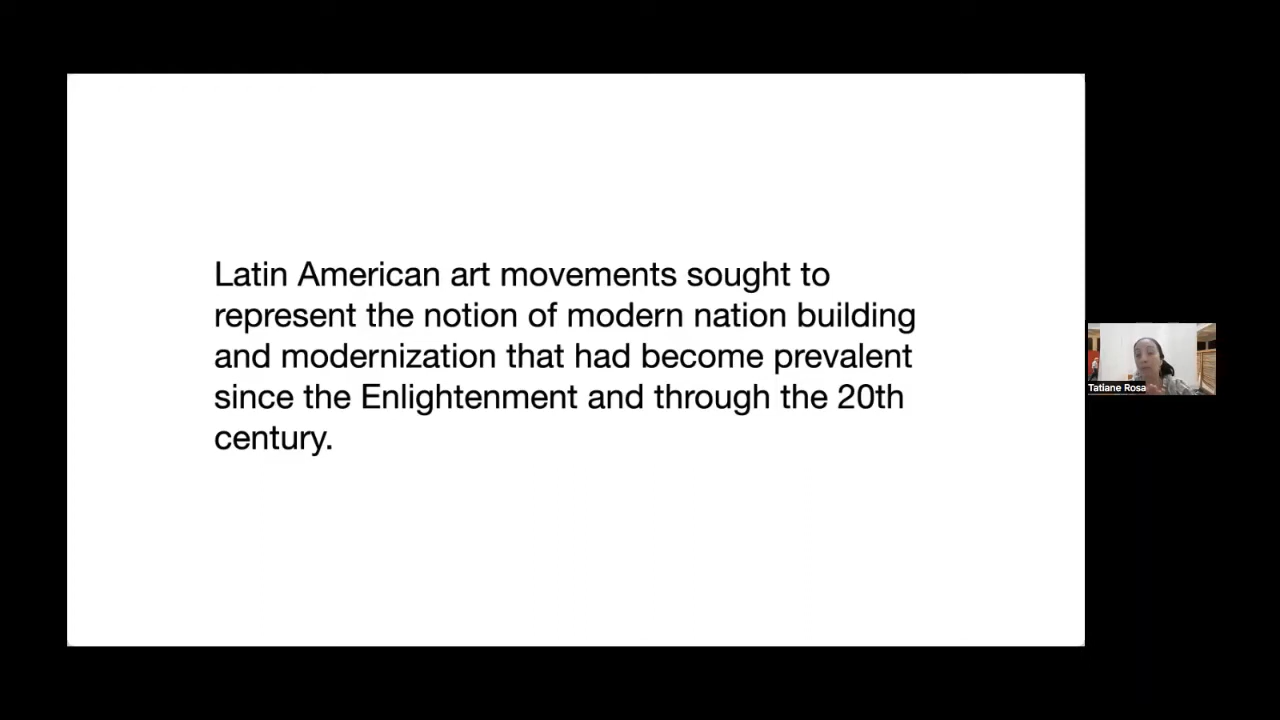 Latin American art movements sought to
represent the notion of modern nation building
and modernization that had become prevalent
since the Enlightenment and through the 20th
century.
Tatiane Rosa